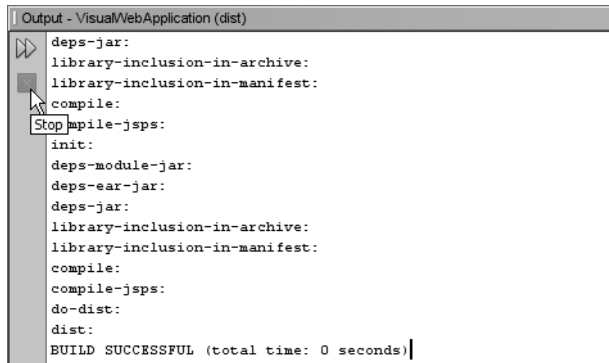 Output - VisualWebApplication (dist)
deps-jar:
library-inclusion-in-archive:
library-inclusion-in-manifest:
compile:
mpile-jsps:
Stop
init:
deps-module-jar:
deps-ear-jar:
deps-jar:
library-inclusion-in-archive:
library-inclusion-in-manifest:
compile:
compile-jsps:
do-dist:
dist:
BUILD SUCCESSFUL (total time: 0 seconds)